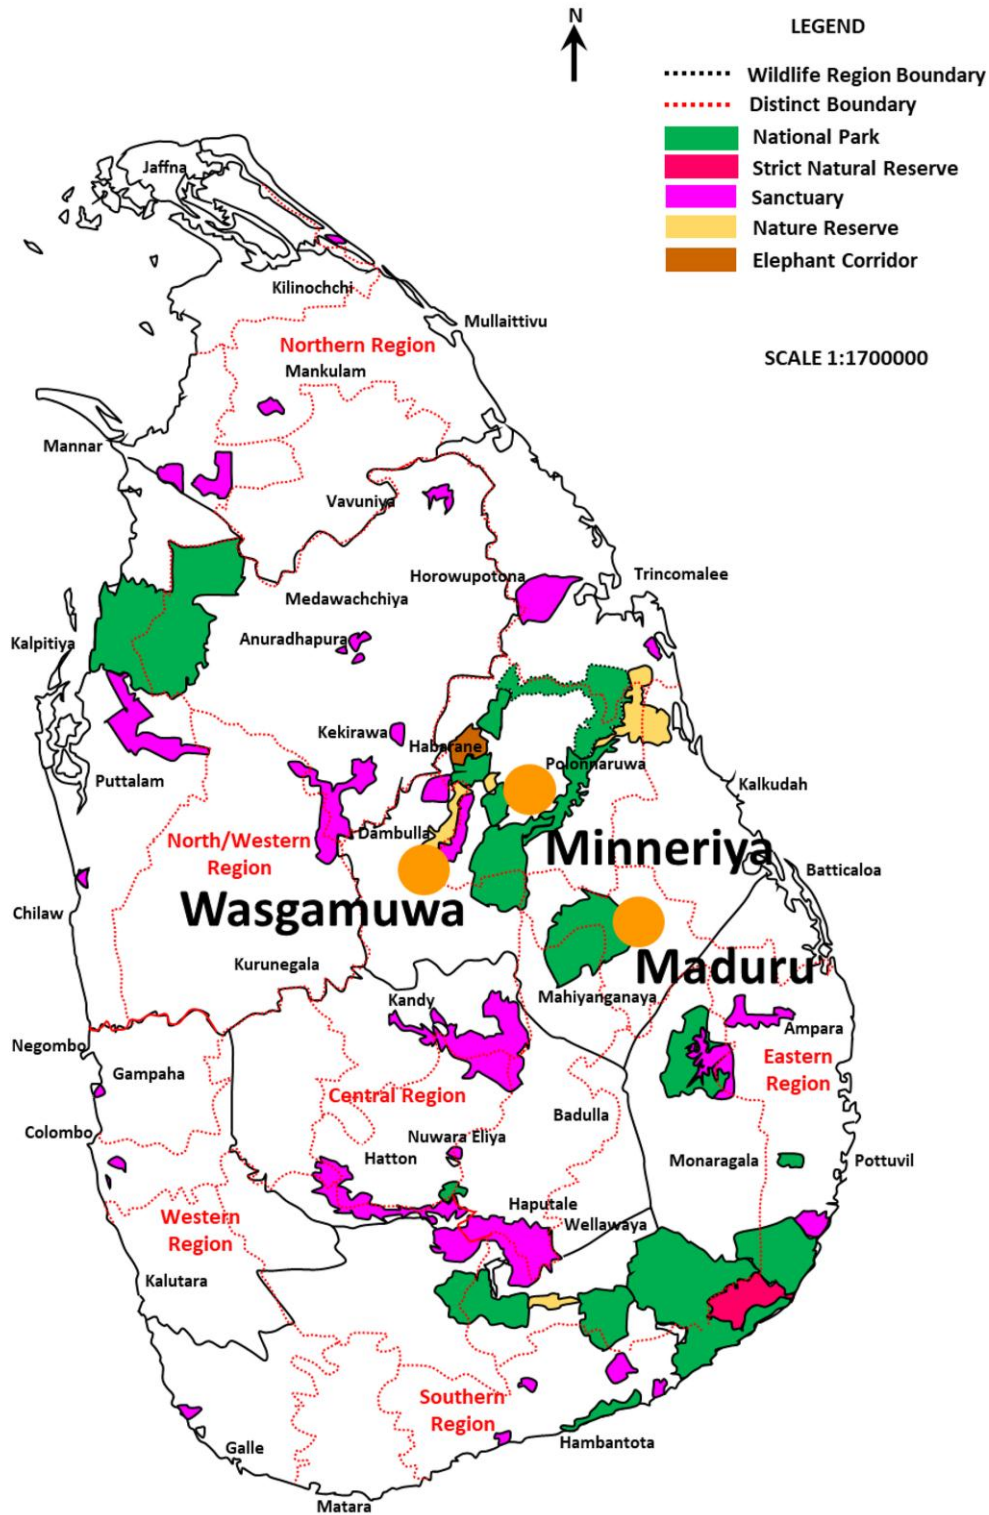 N
LEGEND
Wildlife Region Boundary
Distinct Boundary
National Park
Strict Natural Reserve
Sanctuary
Nature Reserve
Elephant Corridor
SCALE 1:1700000
Jaffna
Kilinochchi
Mullaittivu
Northern Region
Mankulam
Mannar
Vavuniya
Horowupotona
Trincomalee
Medawachchiya
Anuradhapura
Kalpitiya
Kekirawa
Habarane
Polonnaruwa
Puttalam
Kalkudah
Dambulla
North/Western
Region
Minneriya
Batticaloa
Wasgamuwa
Chilaw
Maduru
Kurunegala
Mahiyanganaya
Kandy
Ampara
Negombo
Eastern
Region
Gampaha
Central Region
Badulla
Colombo
Nuwara Eliya
Hatton
Monaragala
Pottuvil
Haputale
Western
Region
Wellawaya
Kalutara
Southern
Region
Galle
Hambantota
Matara